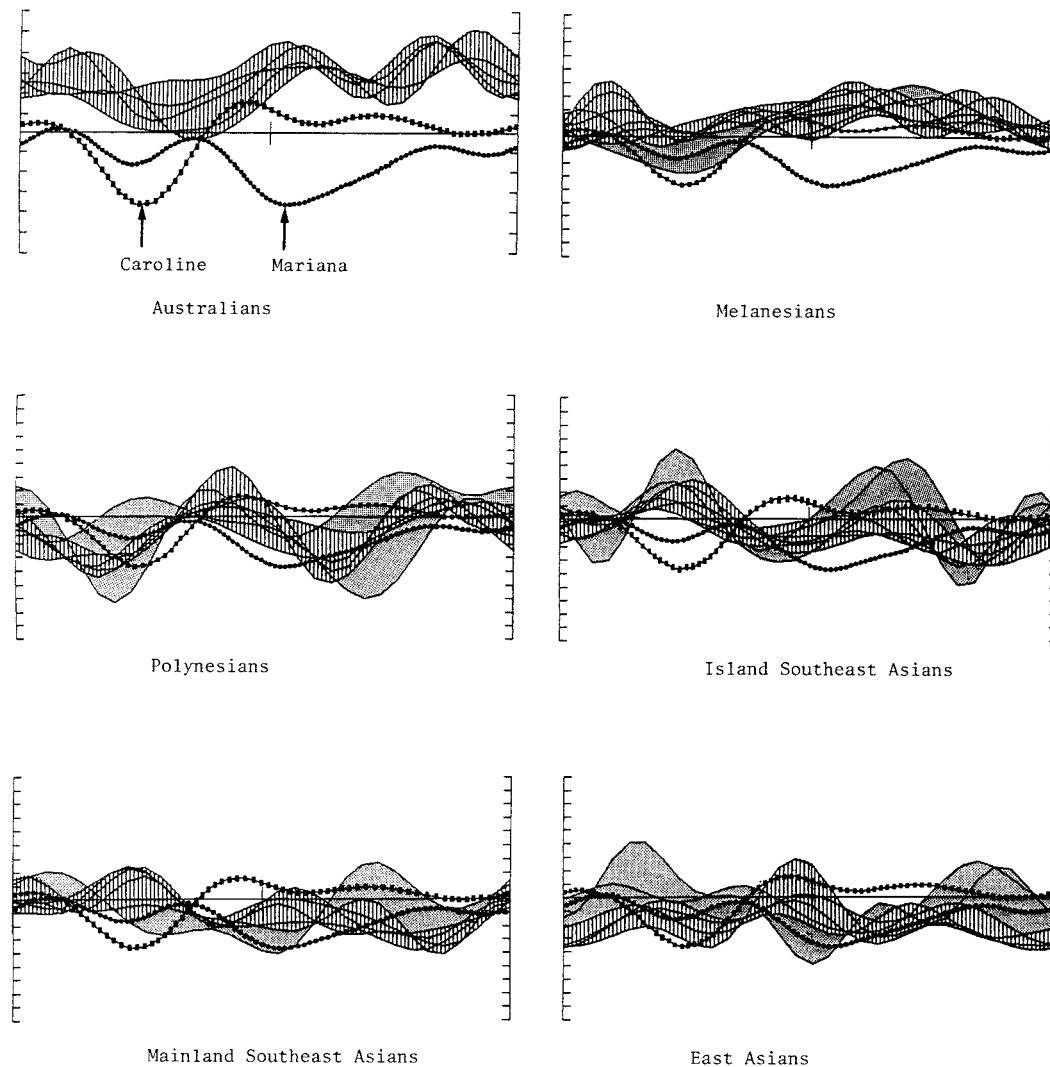 Caroline
Mariana
Australians
Melanesians
Polynesians
Island Southeast Asians
Mainland Southeast Asians
East Asians